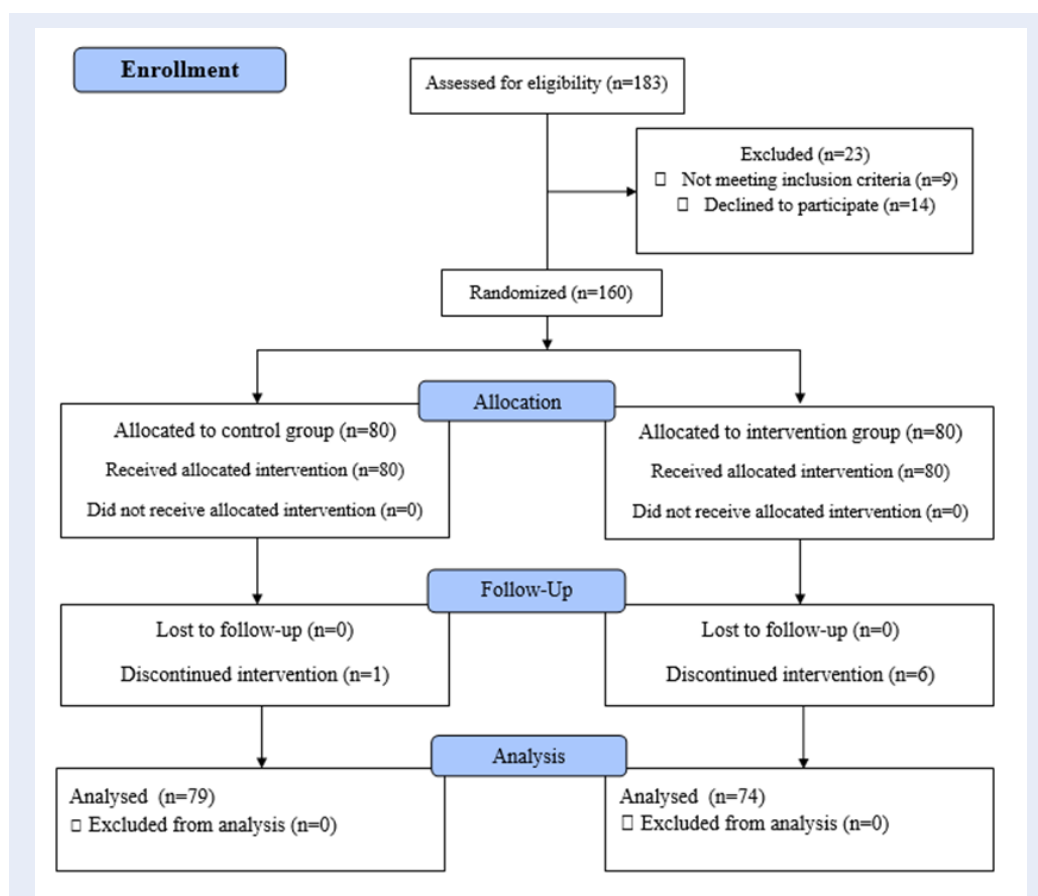 Enrollment
Assessed for eligibility (n=183)
Excluded (n=23)
□ Not meeting inclusion criteria (n=9)
□ Declined to participate (n=14)
Randomized (n=160)
Allocation
Allocated to control group (n=80)
Received allocated intervention (n=80)
Did not receive allocated intervention (n=0)
Allocated to intervention group (n=80)
Received allocated intervention (n=80)
Did not receive allocated intervention (n=0)
Follow-Up
Lost to follow-up (n=0)
Discontinued intervention (n=1)
Lost to follow-up (n=0)
Discontinued intervention (n=6)
Analysis
Analysed (n=79)
□ Excluded from analysis (n=0)
Analysed (n=74)
□ Excluded from analysis (n=0)